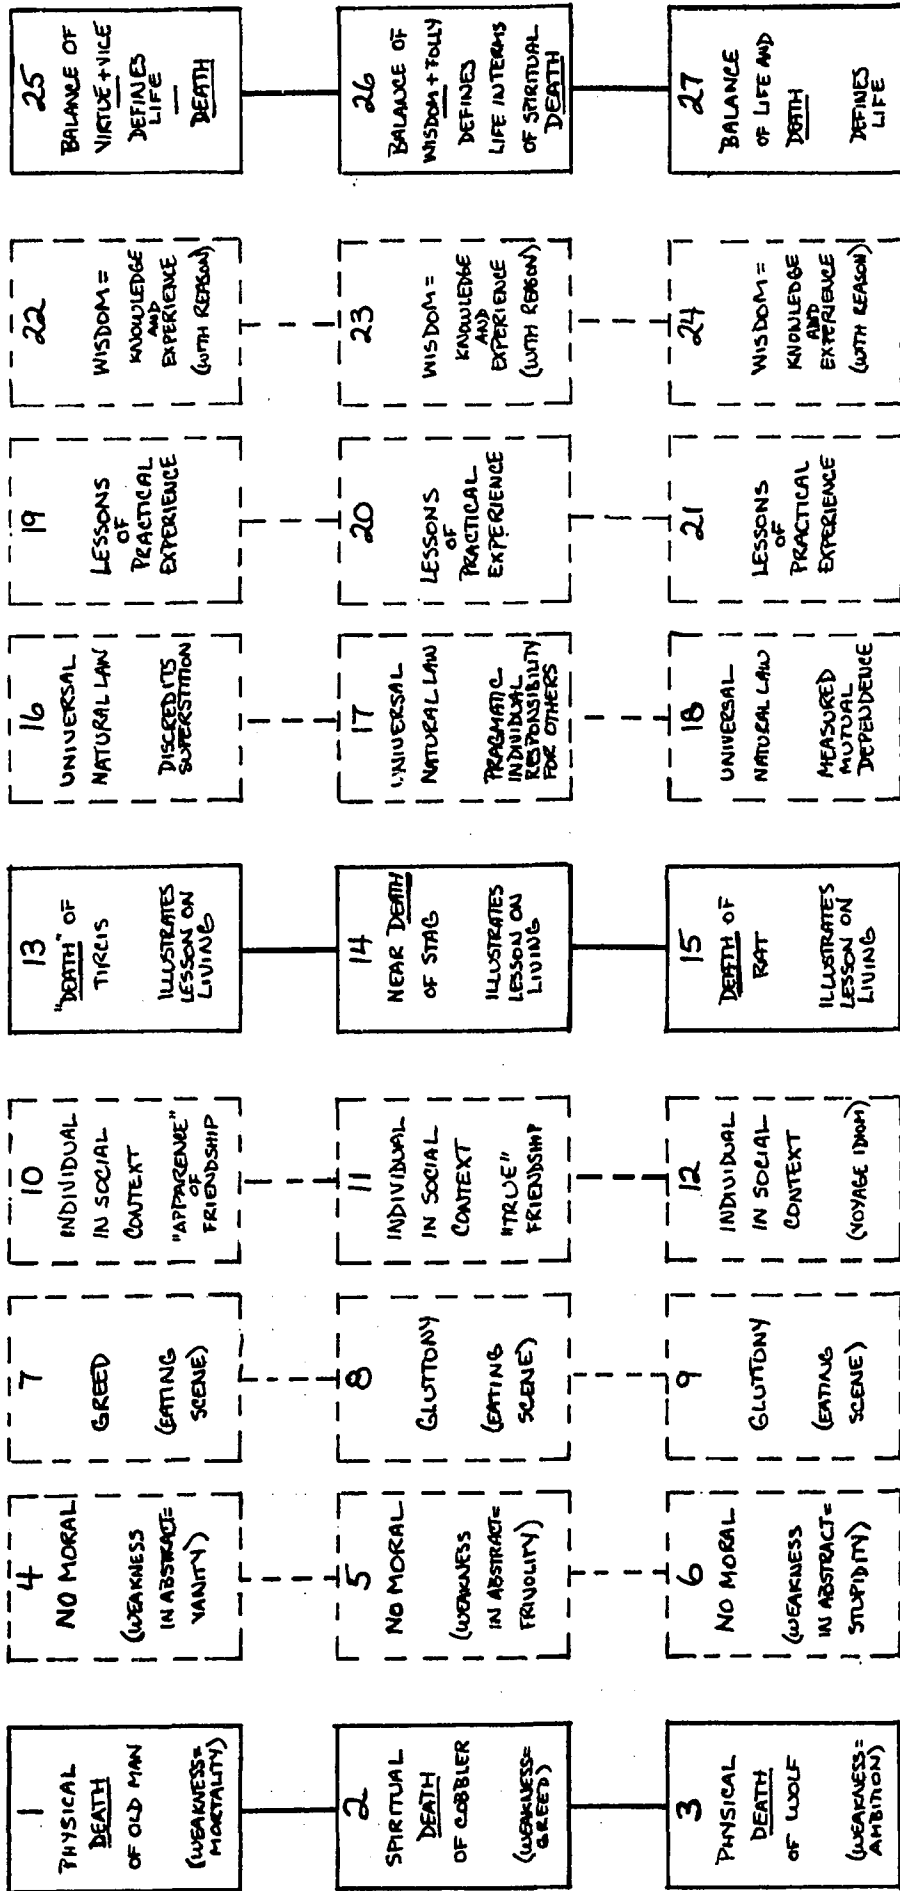 1
PHYSICAL
DEATH
OF OLD MAN
(WEAKNESS=
MORTALITY)
2
SPIRITUAL
DEATH
OF COBBLER
(WEAKNESS=
GREED)
3
PHYSICAL
DEATH
OF WOLF
(WEAKNESS=
AMBITION)
4
NO MORAL
(WEAKNESS
IN ABSTRACT=
VANITY)
5
NO MORAL
(WEAKNESS
IN ABSTRACT=
FRIVOLITY)
6
NO MORAL
(WEAKNESS
IN ABSTRACT=
STUPIDITY)
7
GREED
(EATING
SCENE)
8
GLUTTONY
(EATING
SCENE)
9
GLUTTONY
(EATING
SCENE)
10
INDIVIDUAL
IN SOCIAL
CONTEXT
"APPARENCE"
OF
FRIENDSHIP
11
INDIVIDUAL
IN SOCIAL
CONTEXT
"TRUE"
FRIENDSHIP
12
INDIVIDUAL
IN SOCIAL
CONTEXT
(VOYAGE IDIOM)
13
"DEATH" OF
TIRCIS
ILLUSTRATES
LESSON ON
LIVING
14
NEAR DEATH
OF STAG
ILLUSTRATES
LESSON ON
LIVING
15
DEATH OF
RAT
ILLUSTRATES
LESSON ON
LIVING
16
UNIVERSAL
NATURAL LAW
DISCREDITS
SUPERSTITION
17
UNIVERSAL
NATURAL LAW
PRAGMATIC
INDIVIDUAL
RESPONSIBILITY
FOR OTHERS
18
UNIVERSAL
NATURAL LAW
MEASURED
MUTUAL
DEPENDENCE
19
LESSONS
OF
PRACTICAL
EXPERIENCE
20
LESSONS
OF
PRACTICAL
EXPERIENCE
21
LESSONS
OF
PRACTICAL
EXPERIENCE
22
WISDOM=
KNOWLEDGE
AND
EXPERIENCE
(WITH REASON)
23
WISDOM=
KNOWLEDGE
AND
EXPERIENCE
(WITH REASON)
24
WISDOM=
KNOWLEDGE
AND
EXPERIENCE
(WITH REASON)
25
BALANCE OF
VIRTUE+VICE
DEFINES
LIFE
DEATH
26
BALANCE OF
WISDOM+FOLLY
DEFINES
LIFE IN TERMS
OF SPIRITUAL
DEATH
27
BALANCE
OF LIFE AND
DEATH
DEFINES
LIFE